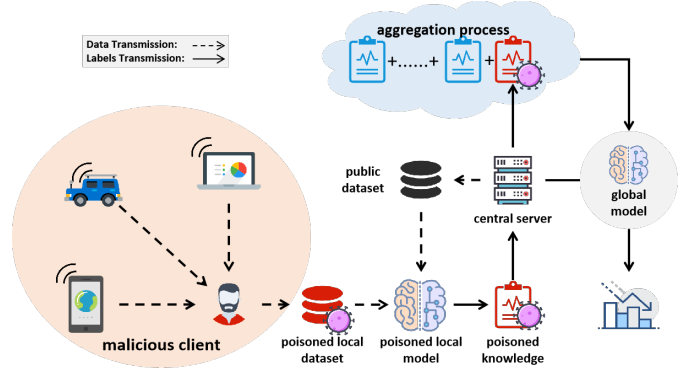 aggregation process
Data Transmission:
Labels Transmission:
+......+
+
public
dataset
central server
global
model
malicious client
poisoned local
dataset
poisoned local
model
poisoned
knowledge